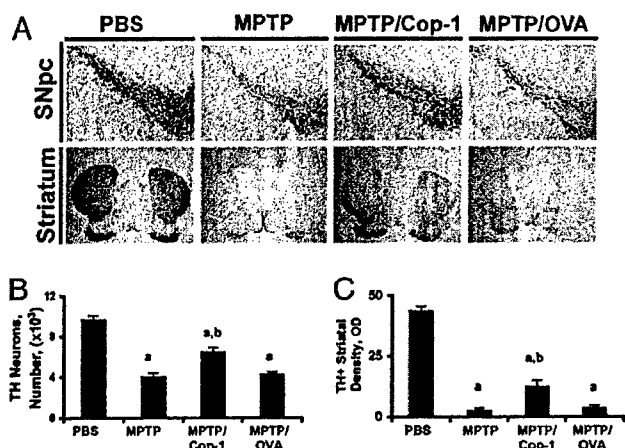 A
PBS MPTP MPTP/Cop-1 MPTP/OVA
SNpc
Striatum
B
TH Neurons,
Number, (x10³)
12
8
4
0
a
a,b
a
PBS MPTP MPTP/ MPTP/
Cop-1 OVA
C
TH+ Striatal
Density, OD
50
25
0
a
a,b
a
PBS MPTP MPTP/ MPTP/
Cop-1 OVA